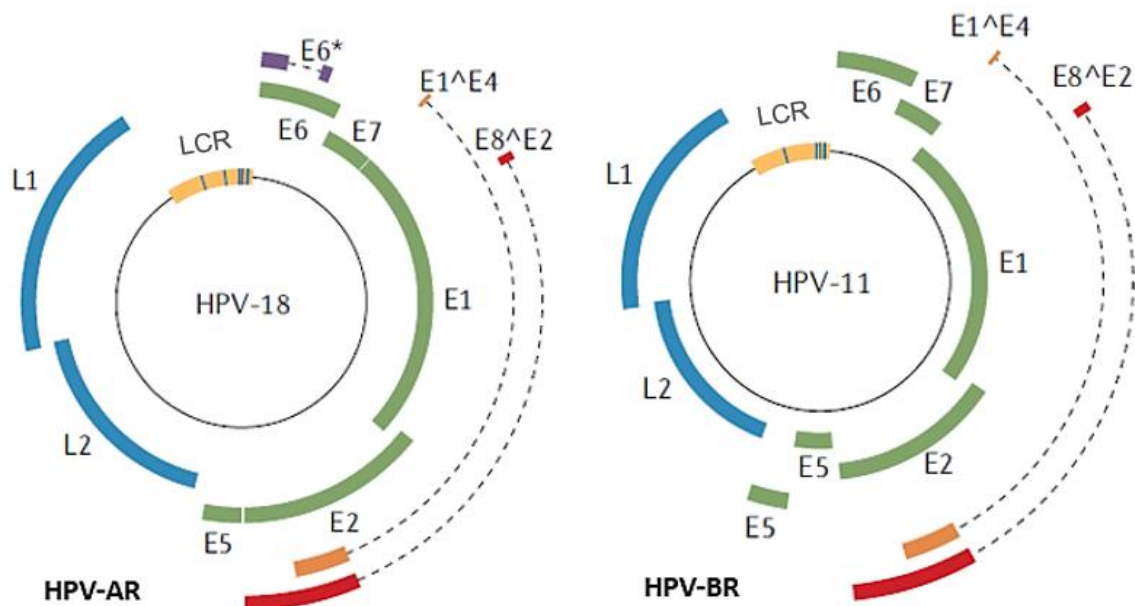 E6*
E1^E4
E6
E7
E8^E2
LCR
L1
HPV-18
E1
L2
E2
E5
HPV-AR
E1^E4
E8^E2
E6
E7
LCR
L1
HPV-11
E1
L2
E5
E2
E5
HPV-BR